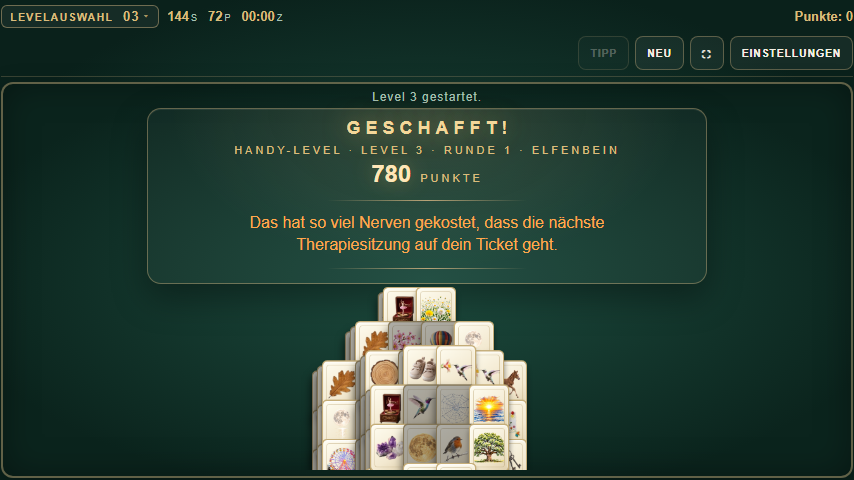 LEVELAUSWAHL 03 144S 72P 00:00Z Punkte: 0
TIPP NEU EINSTELLUNGEN
Level 3 gestartet.
GESCHAFFT!
HANDY-LEVEL · LEVEL 3 · RUNDE 1 · ELFENBEIN
780 PUNKTE
Das hat so viel Nerven gekostet, dass die nächste
Therapiesitzung auf dein Ticket geht.